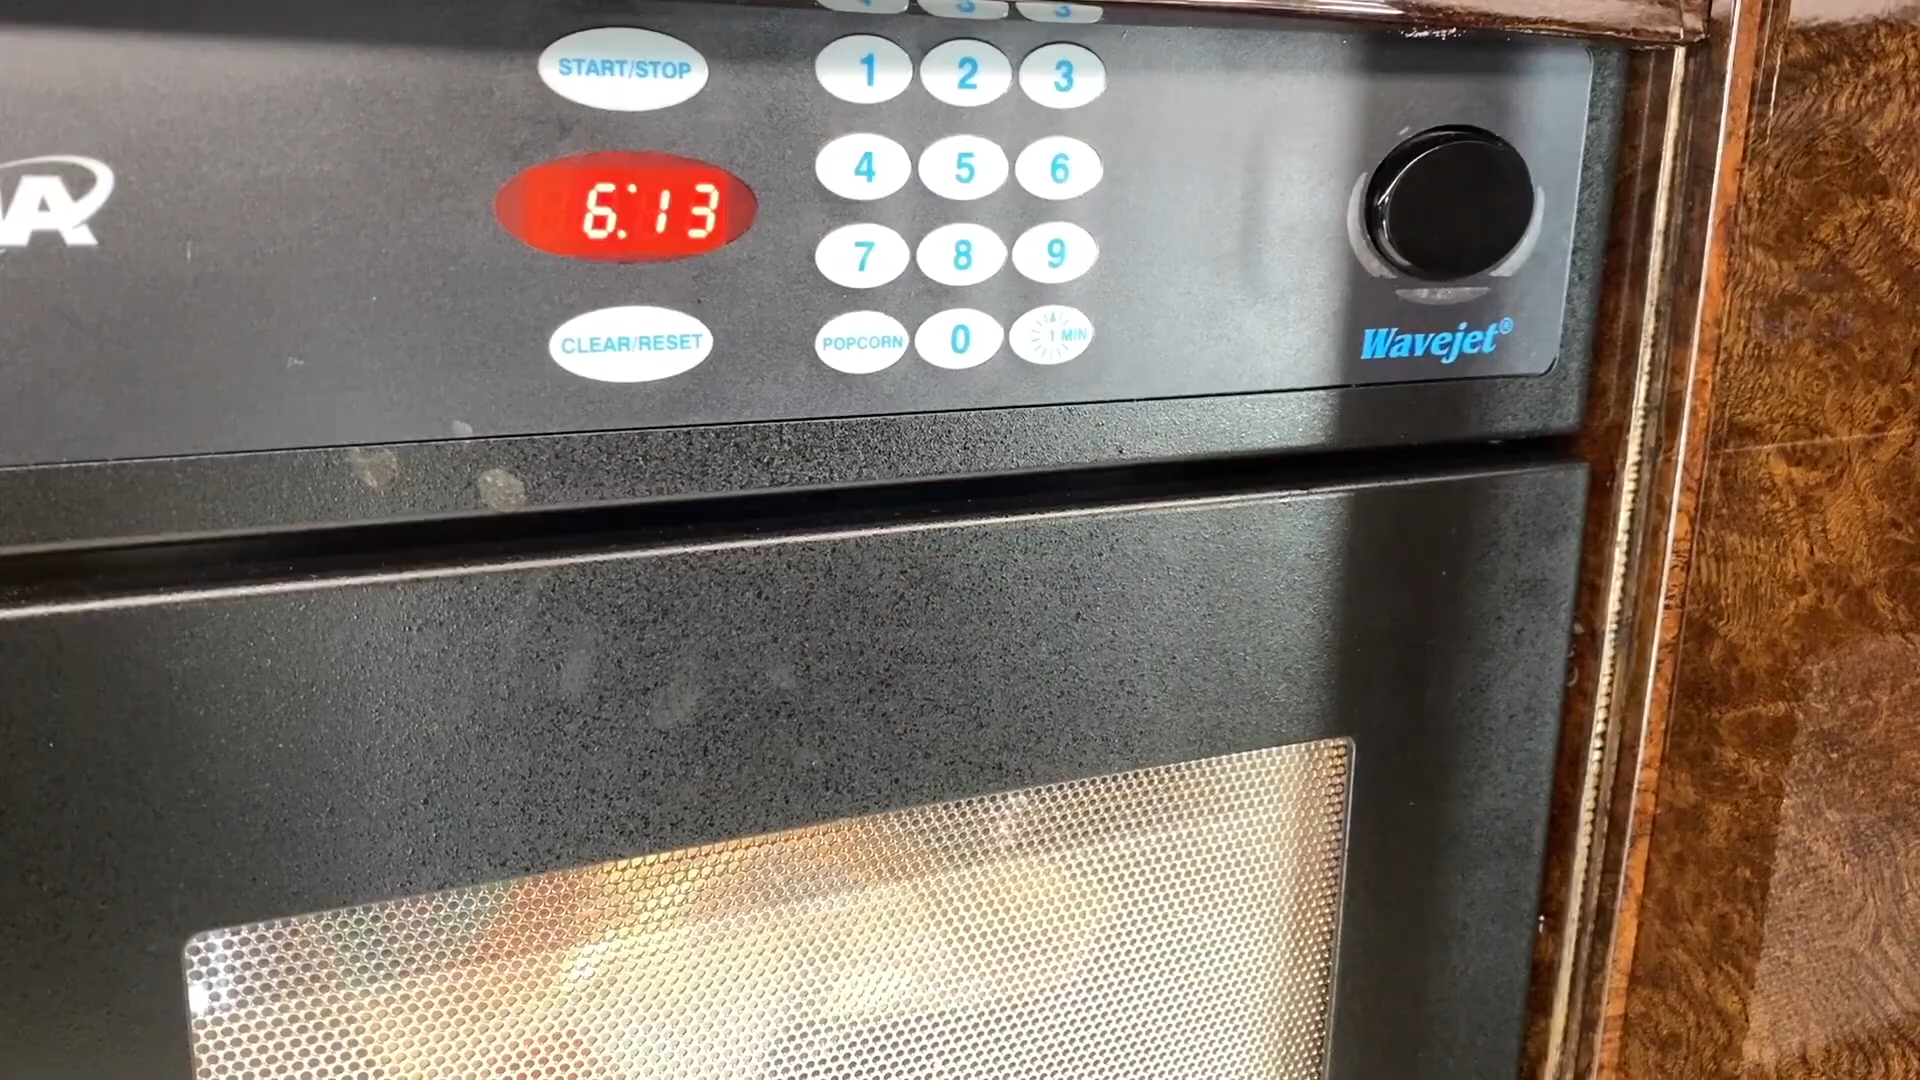 START/STOP
1 2 3
6:13
4 5 6
7 8 9
CLEAR/RESET
POPCORN 0 1 MIN
Wavejet®
A